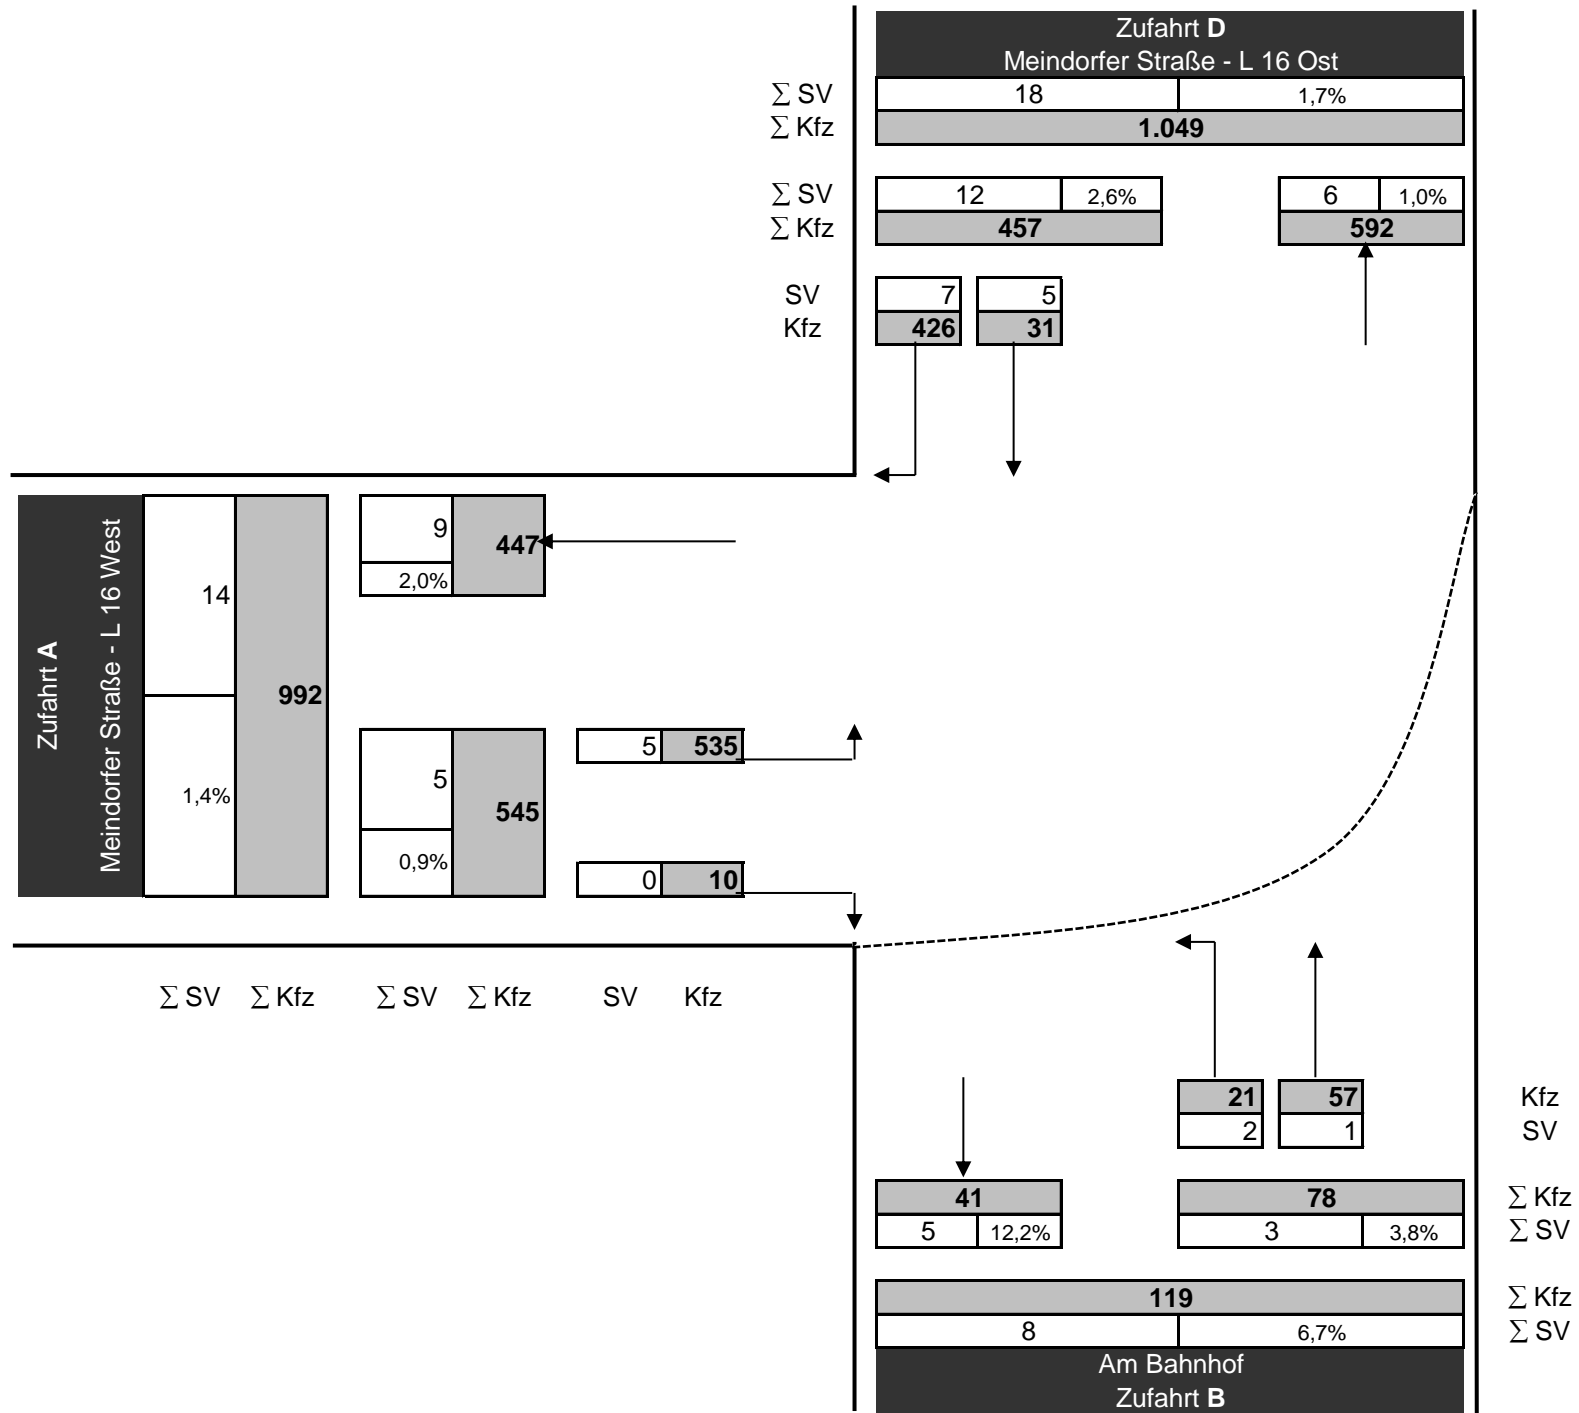 Zufahrt D
Meindorfer Straße - L 16 Ost
∑ SV 18 1,7%
∑ Kfz 1.049
∑ SV 12 2,6% 6 1,0%
∑ Kfz 457 592
SV 7 5
Kfz 426 31
Zufahrt A
Meindorfer Straße - L 16 West
14
1,4%
992
9
2,0%
447
5
0,9%
545
5 535
0 10
∑ SV ∑ Kfz ∑ SV ∑ Kfz SV Kfz
21 57 Kfz
2 1 SV
41 78 ∑ Kfz
5 12,2% 3 3,8% ∑ SV
119 ∑ Kfz
8 6,7% ∑ SV
Am Bahnhof
Zufahrt B